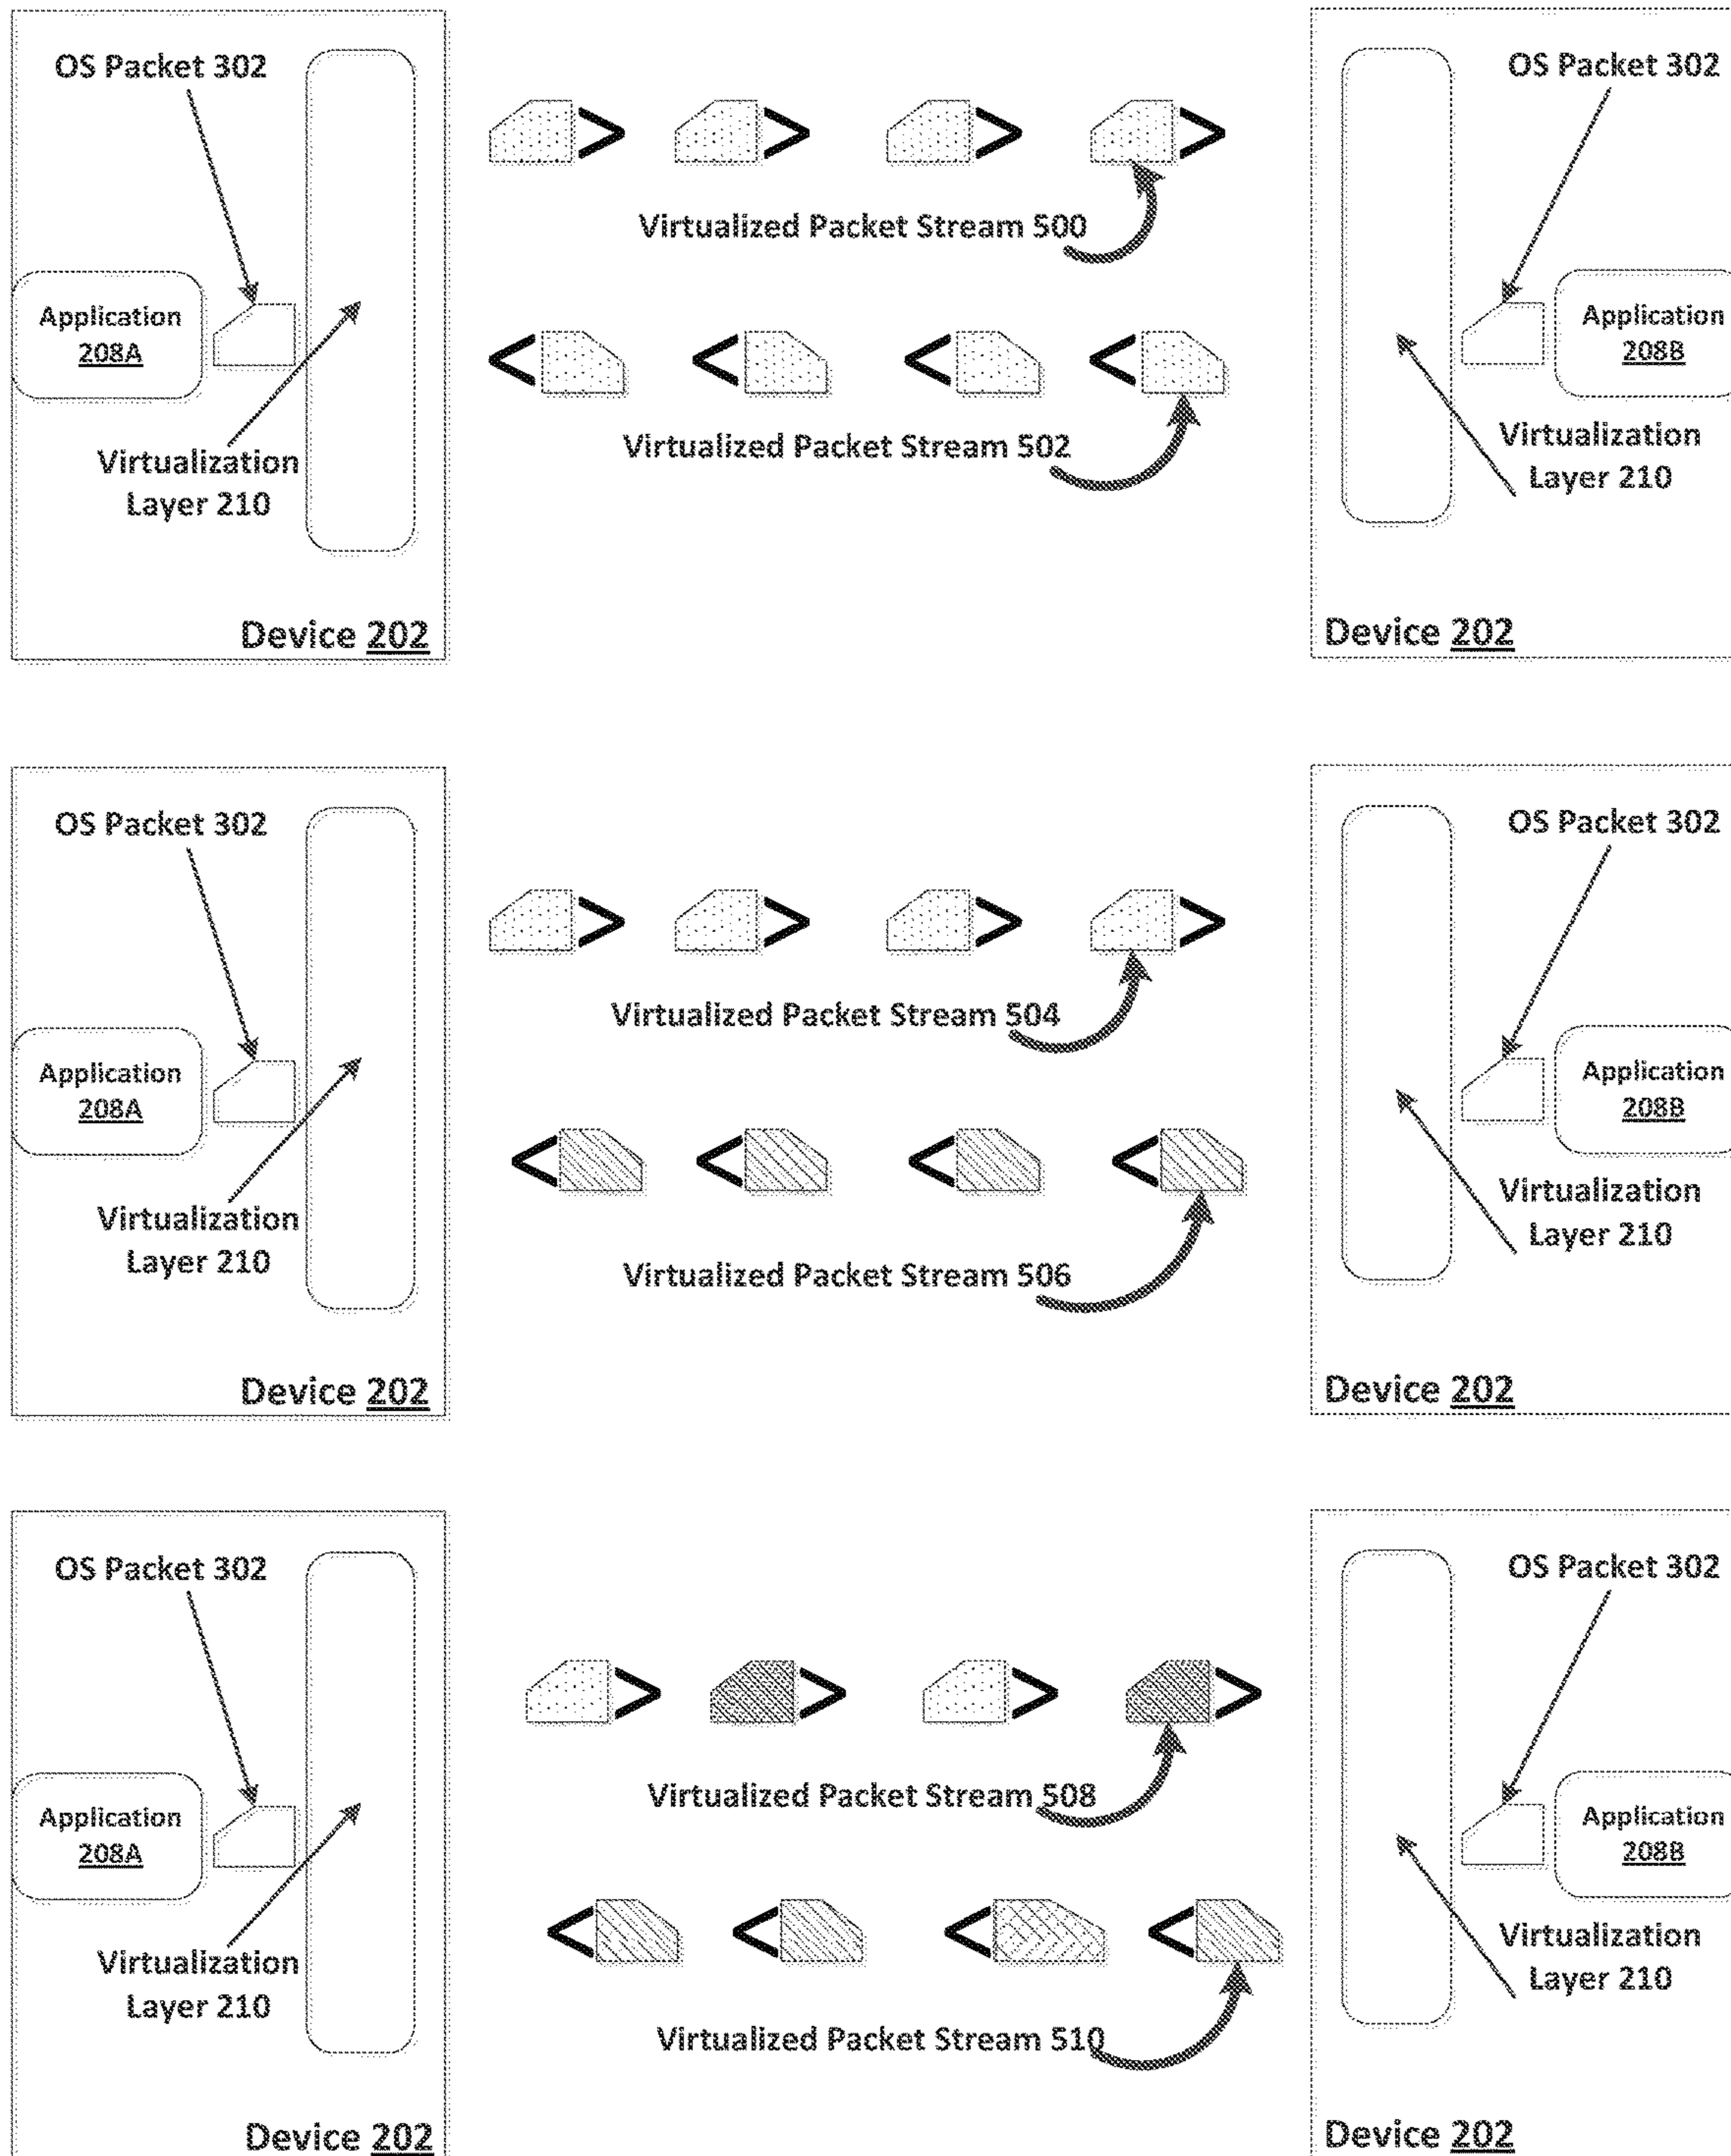 OS Packet 302
OS Packet 302
Virtualized Packet Stream 500
Application
208A
Application
208B
Virtualized Packet Stream 502
Virtualization
Layer 210
Virtualization
Layer 210
Device 202
Device 202
OS Packet 302
OS Packet 302
Virtualized Packet Stream 504
Application
208A
Application
208B
Virtualization
Layer 210
Virtualization
Layer 210
Virtualized Packet Stream 506
Device 202
Device 202
OS Packet 302
OS Packet 302
Virtualized Packet Stream 508
Application
208A
Application
208B
Virtualization
Layer 210
Virtualization
Layer 210
Virtualized Packet Stream 510
Device 202
Device 202